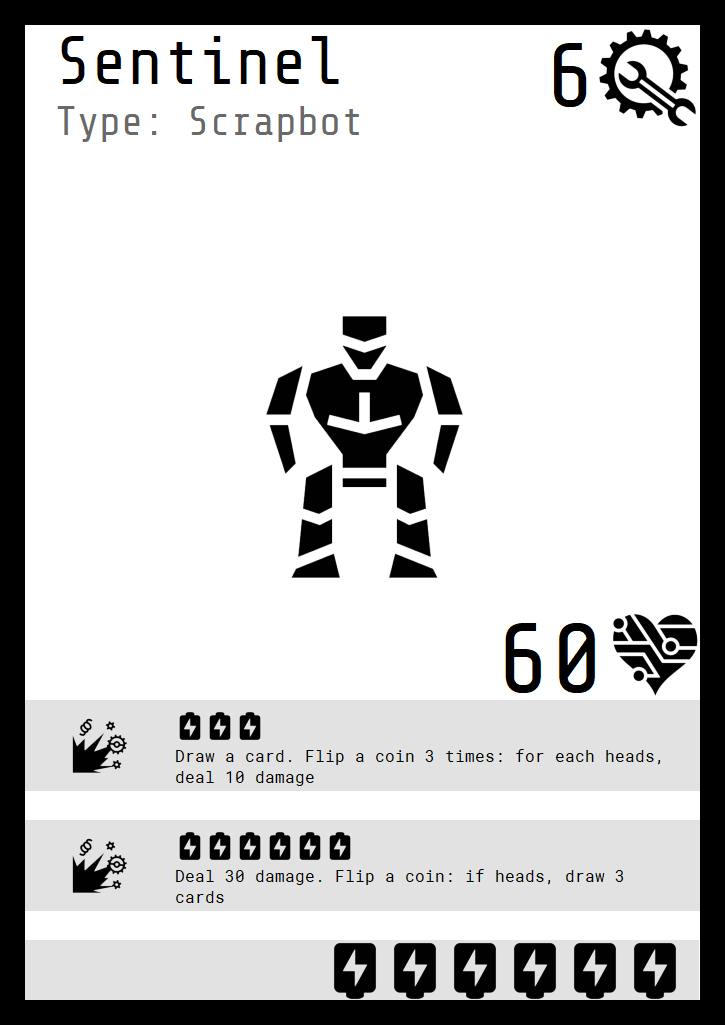 Sentinel
6
Type: Scrapbot
60
Draw a card. Flip a coin 3 times: for each heads,
deal 10 damage
Deal 30 damage. Flip a coin: if heads, draw 3
cards